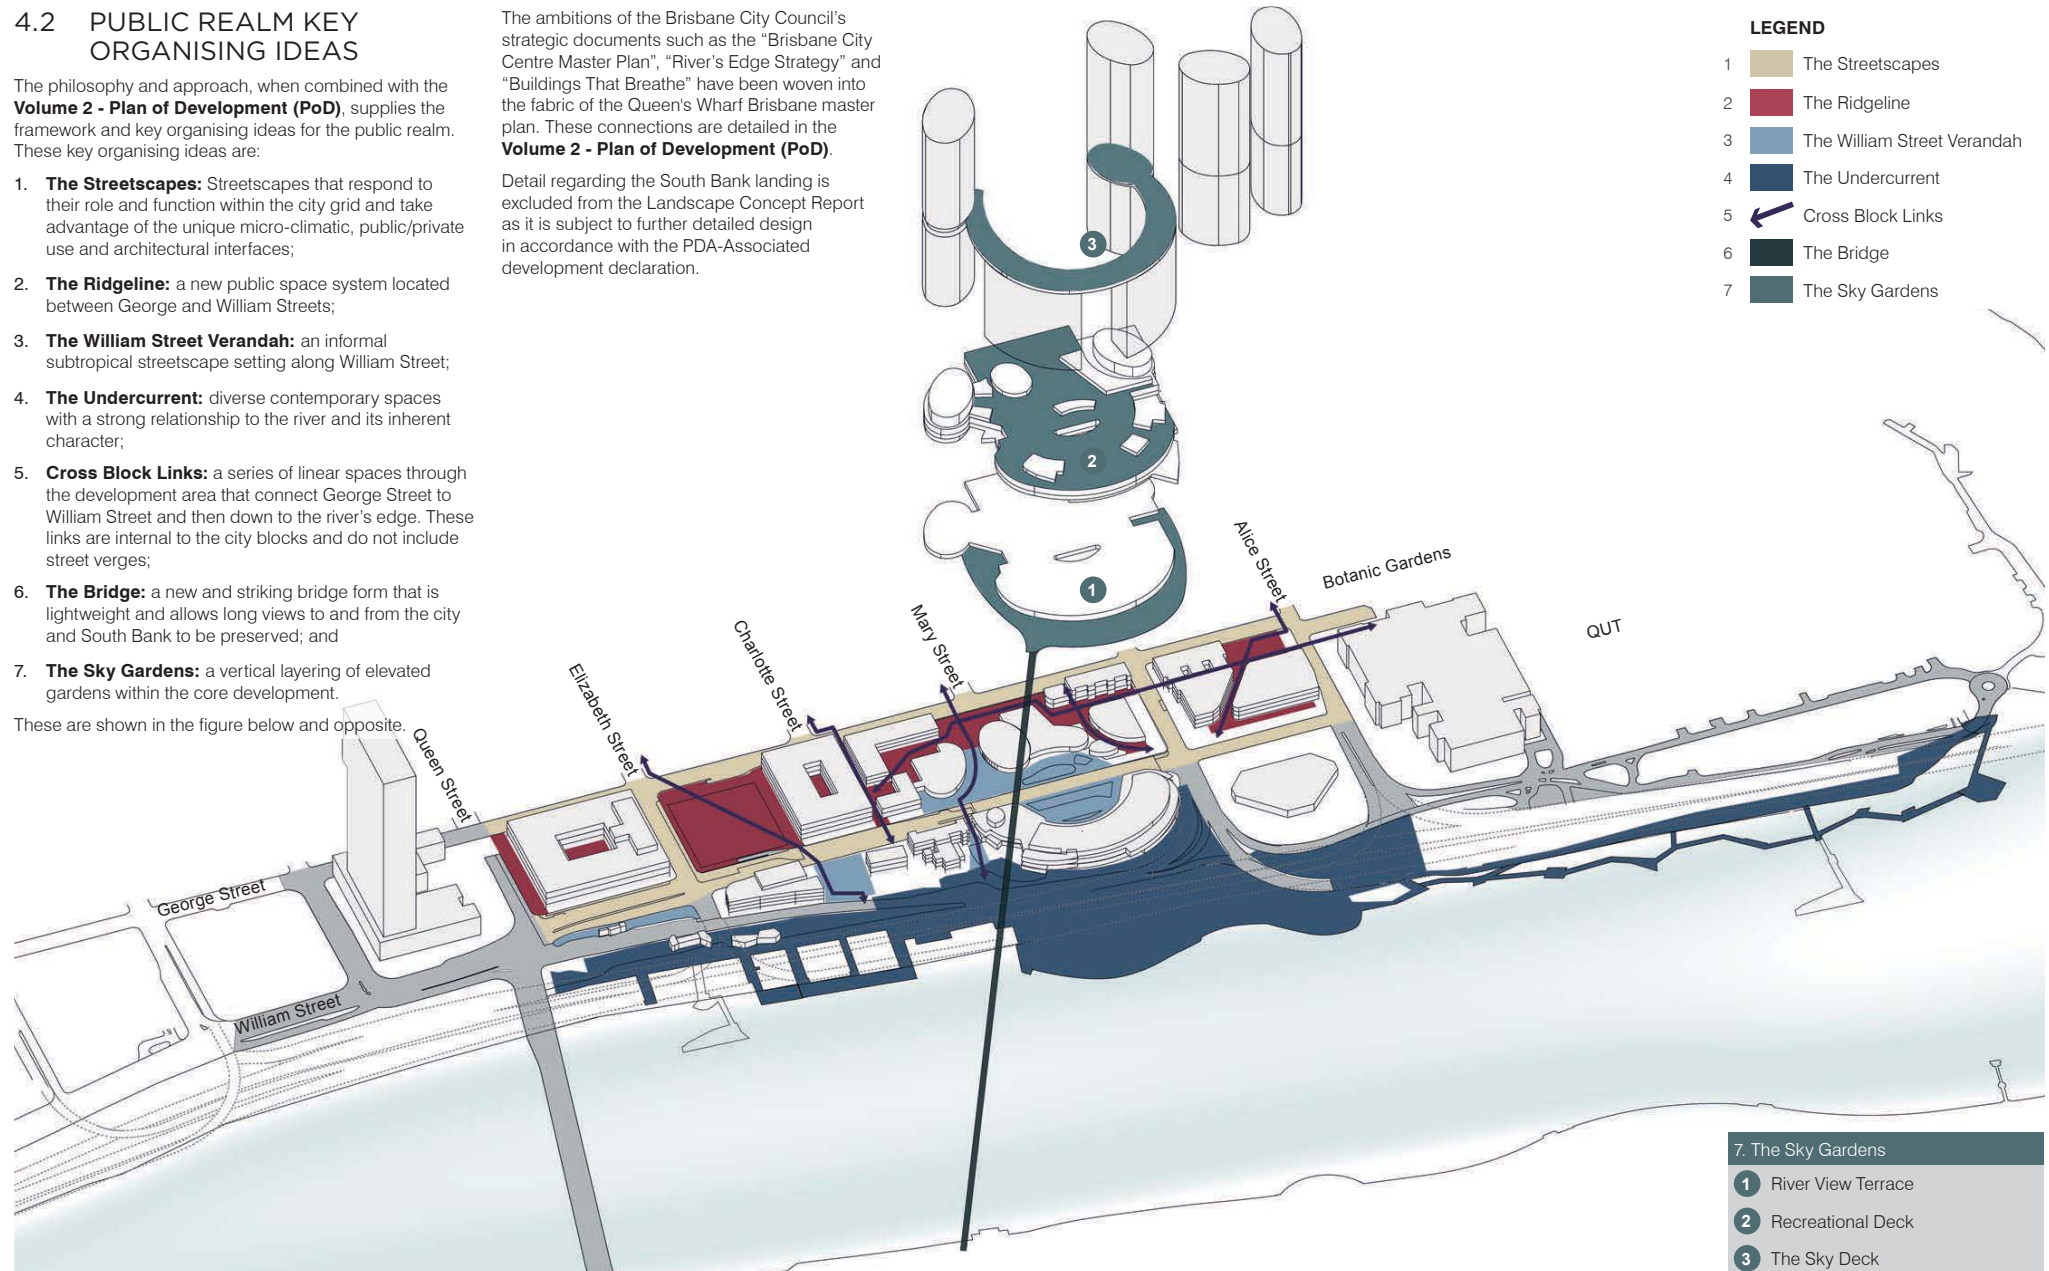 4.2 PUBLIC REALM KEY
ORGANISING IDEAS
The philosophy and approach, when combined with the
Volume 2 - Plan of Development (PoD), supplies the
framework and key organising ideas for the public realm.
These key organising ideas are:
1. The Streetscapes: Streetscapes that respond to
their role and function within the city grid and take
advantage of the unique micro-climatic, public/private
use and architectural interfaces;
2. The Ridgeline: a new public space system located
between George and William Streets;
3. The William Street Verandah: an informal
subtropical streetscape setting along William Street;
4. The Undercurrent: diverse contemporary spaces
with a strong relationship to the river and its inherent
character;
5. Cross Block Links: a series of linear spaces through
the development area that connect George Street to
William Street and then down to the river's edge. These
links are internal to the city blocks and do not include
street verges;
6. The Bridge: a new and striking bridge form that is
lightweight and allows long views to and from the city
and South Bank to be preserved; and
7. The Sky Gardens: a vertical layering of elevated
gardens within the core development.
These are shown in the figure below and opposite.
The ambitions of the Brisbane City Council's
strategic documents such as the “Brisbane City
Centre Master Plan”, “River's Edge Strategy” and
“Buildings That Breathe” have been woven into
the fabric of the Queen's Wharf Brisbane master
plan. These connections are detailed in the
Volume 2 - Plan of Development (PoD).
Detail regarding the South Bank landing is
excluded from the Landscape Concept Report
as it is subject to further detailed design
in accordance with the PDA-Associated
development declaration.
LEGEND
1 The Streetscapes
2 The Ridgeline
3 The William Street Verandah
4 The Undercurrent
5 Cross Block Links
6 The Bridge
7 The Sky Gardens
3
2
1
Alice Street
Botanic Gardens
QUT
Mary Street
Charlotte Street
Elizabeth Street
Queen Street
George Street
William Street
7. The Sky Gardens
1 River View Terrace
2 Recreational Deck
3 The Sky Deck